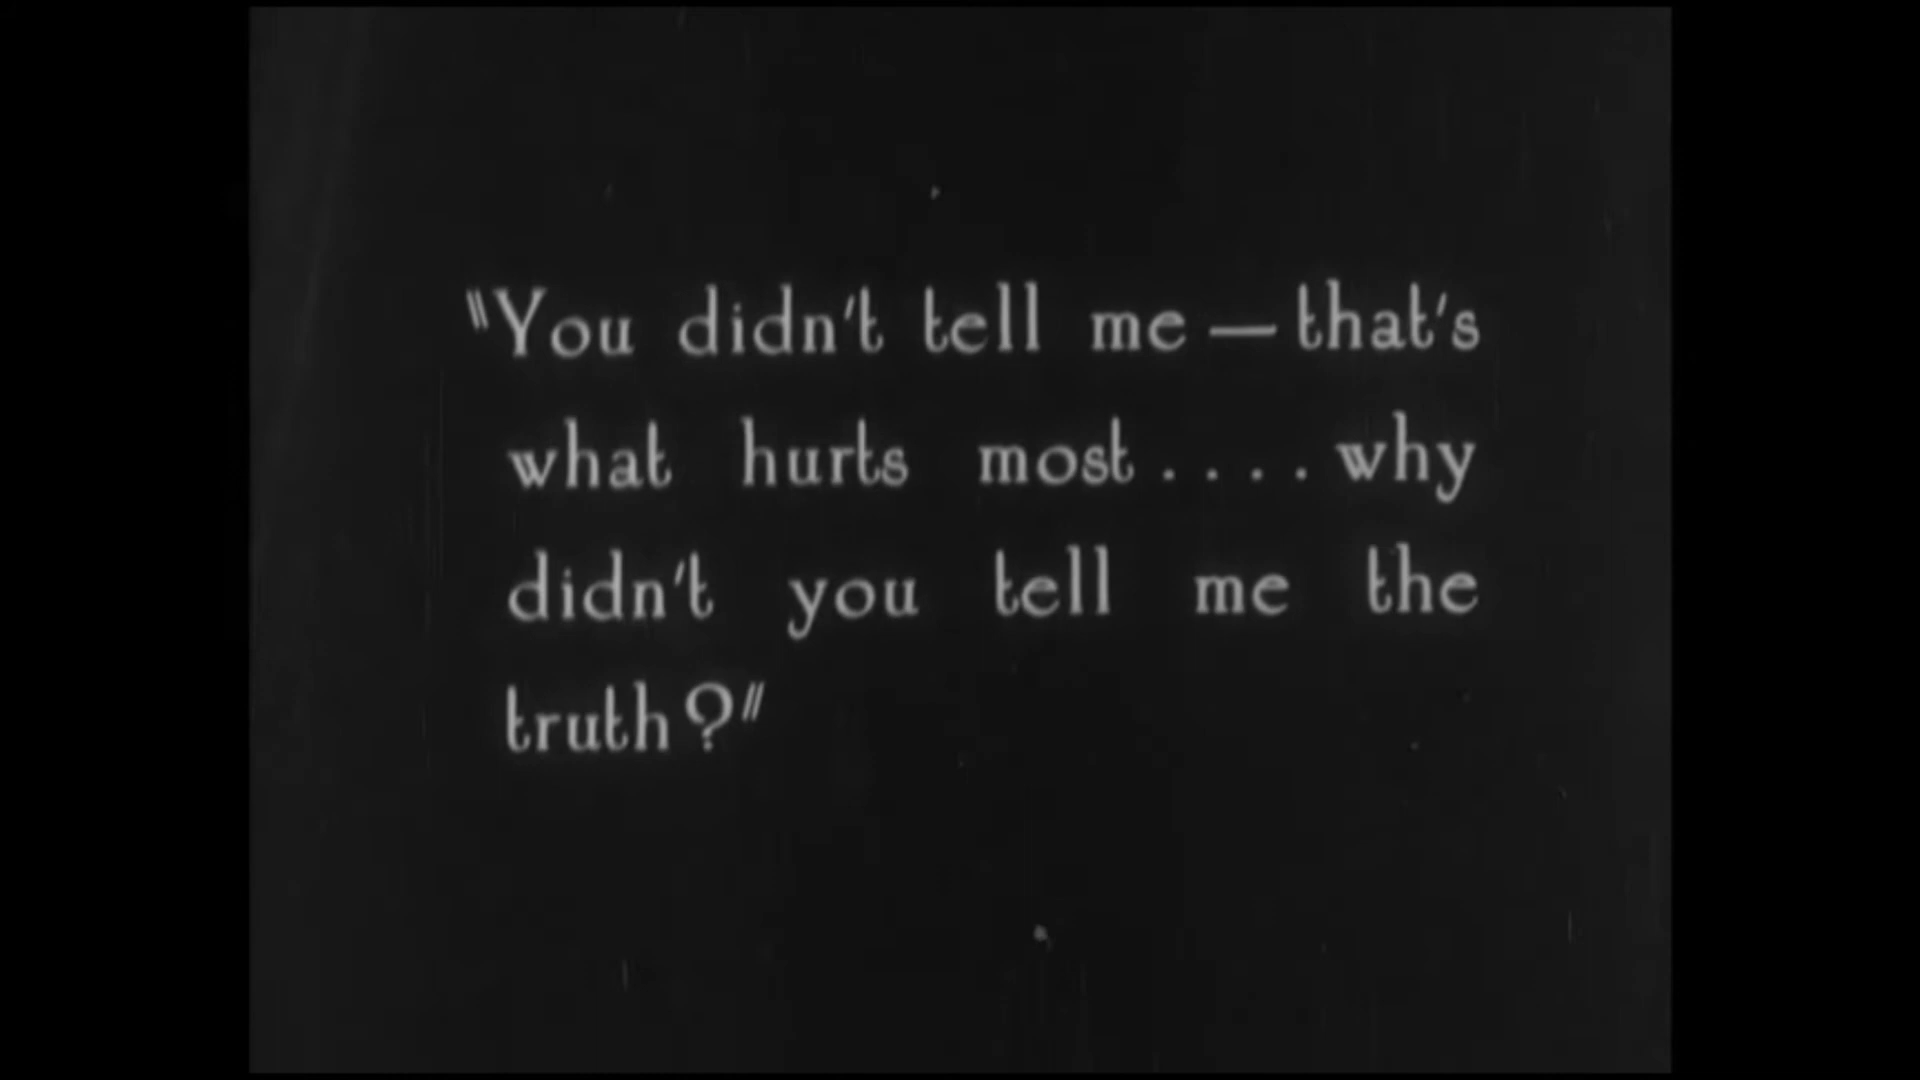 "You didn't tell me — that's
what hurts most . . . . why
didn't you tell me the
truth?"